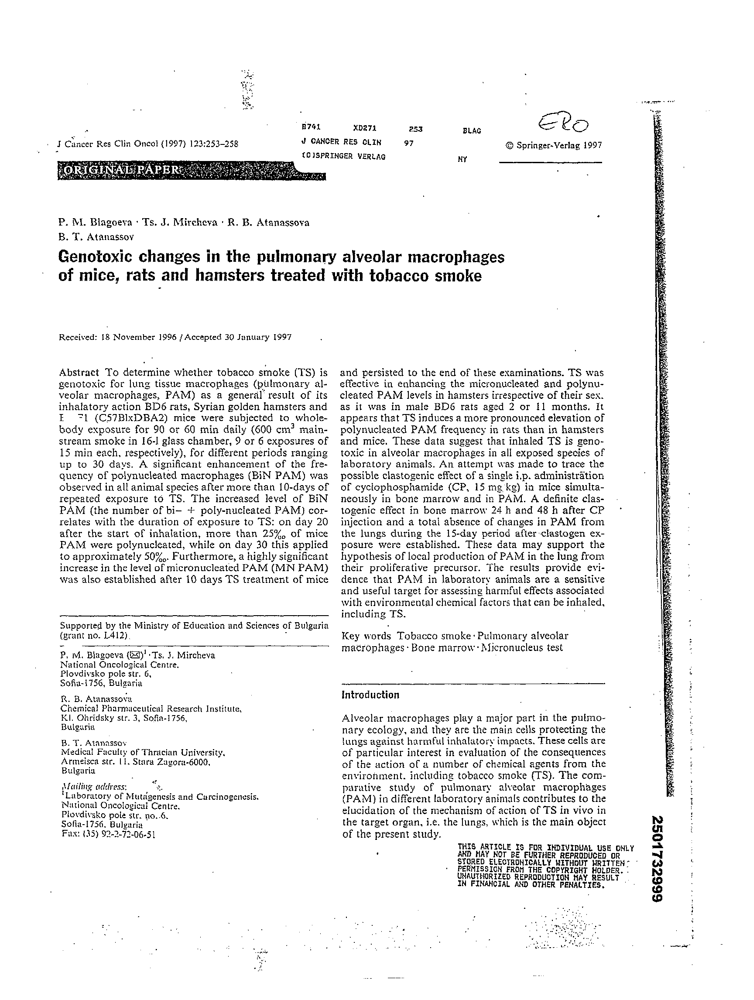 ERO
B741 XD271 253 BLAG
J CANCER RES CLIN 97
(C)SPRINGER VERLAG NY
J Cancer Res Clin Oncol (1997) 123:253–258
© Springer-Verlag 1997
ORIGINAL PAPER
P. M. Blagoeva · Ts. J. Mircheva · R. B. Atanassova
B. T. Atanassov
Genotoxic changes in the pulmonary alveolar macrophages
of mice, rats and hamsters treated with tobacco smoke
Received: 18 November 1996 / Accepted 30 January 1997
Abstract To determine whether tobacco smoke (TS) is
genotoxic for lung tissue macrophages (pulmonary al-
veolar macrophages, PAM) as a general result of its
inhalatory action BD6 rats, Syrian golden hamsters and
F1 (C57BlxDBA2) mice were subjected to whole-
body exposure for 90 or 60 min daily (600 cm³ main-
stream smoke in 16-l glass chamber, 9 or 6 exposures of
15 min each, respectively), for different periods ranging
up to 30 days. A significant enhancement of the fre-
quency of polynucleated macrophages (BiN PAM) was
observed in all animal species after more than 10-days of
repeated exposure to TS. The increased level of BiN
PAM (the number of bi- + poly-nucleated PAM) cor-
relates with the duration of exposure to TS: on day 20
after the start of inhalation, more than 25‰ of mice
PAM were polynucleated, while on day 30 this applied
to approximately 50‰. Furthermore, a highly significant
increase in the level of micronucleated PAM (MN PAM)
was also established after 10 days TS treatment of mice
Supported by the Ministry of Education and Sciences of Bulgaria
(grant no. L412)
P. M. Blagoeva (✉)¹ · Ts. J. Mircheva
National Oncological Centre,
Plovdivsko pole str. 6,
Sofia-1756, Bulgaria
R. B. Atanassova
Chemical Pharmaceutical Research Institute,
Kl. Ohridsky str. 3, Sofia-1756,
Bulgaria
B. T. Atanassov
Medical Faculty of Thracian University,
Armeisca str. 11, Stara Zagora-6000,
Bulgaria
Mailing address:
¹Laboratory of Mutagenesis and Carcinogenesis,
National Oncological Centre,
Plovdivsko pole str. no. 6,
Sofia-1756, Bulgaria
Fax: (35) 92-2-72-06-51
and persisted to the end of these examinations. TS was
effective in enhancing the micronucleated and polynu-
cleated PAM levels in hamsters irrespective of their sex,
as it was in male BD6 rats aged 2 or 11 months. It
appears that TS induces a more pronounced elevation of
polynucleated PAM frequency in rats than in hamsters
and mice. These data suggest that inhaled TS is geno-
toxic in alveolar macrophages in all exposed species of
laboratory animals. An attempt was made to trace the
possible clastogenic effect of a single i.p. administration
of cyclophosphamide (CP, 15 mg kg) in mice simulta-
neously in bone marrow and in PAM. A definite clas-
togenic effect in bone marrow 24 h and 48 h after CP
injection and a total absence of changes in PAM from
the lungs during the 15-day period after clastogen ex-
posure were established. These data may support the
hypothesis of local production of PAM in the lung from
their proliferative precursor. The results provide evi-
dence that PAM in laboratory animals are a sensitive
and useful target for assessing harmful effects associated
with environmental chemical factors that can be inhaled,
including TS.
Key words Tobacco smoke · Pulmonary alveolar
macrophages · Bone marrow · Micronucleus test
Introduction
Alveolar macrophages play a major part in the pulmo-
nary ecology, and they are the main cells protecting the
lungs against harmful inhalatory impacts. These cells are
of particular interest in evaluation of the consequences
of the action of a number of chemical agents from the
environment, including tobacco smoke (TS). The com-
parative study of pulmonary alveolar macrophages
(PAM) in different laboratory animals contributes to the
elucidation of the mechanism of action of TS in vivo in
the target organ, i.e. the lungs, which is the main object
of the present study.
THIS ARTICLE IS FOR INDIVIDUAL USE ONLY
AND MAY NOT BE FURTHER REPRODUCED OR
STORED ELECTRONICALLY WITHOUT WRITTEN
PERMISSION FROM THE COPYRIGHT HOLDER.
UNAUTHORIZED REPRODUCTION MAY RESULT
IN FINANCIAL AND OTHER PENALTIES.
2501732999